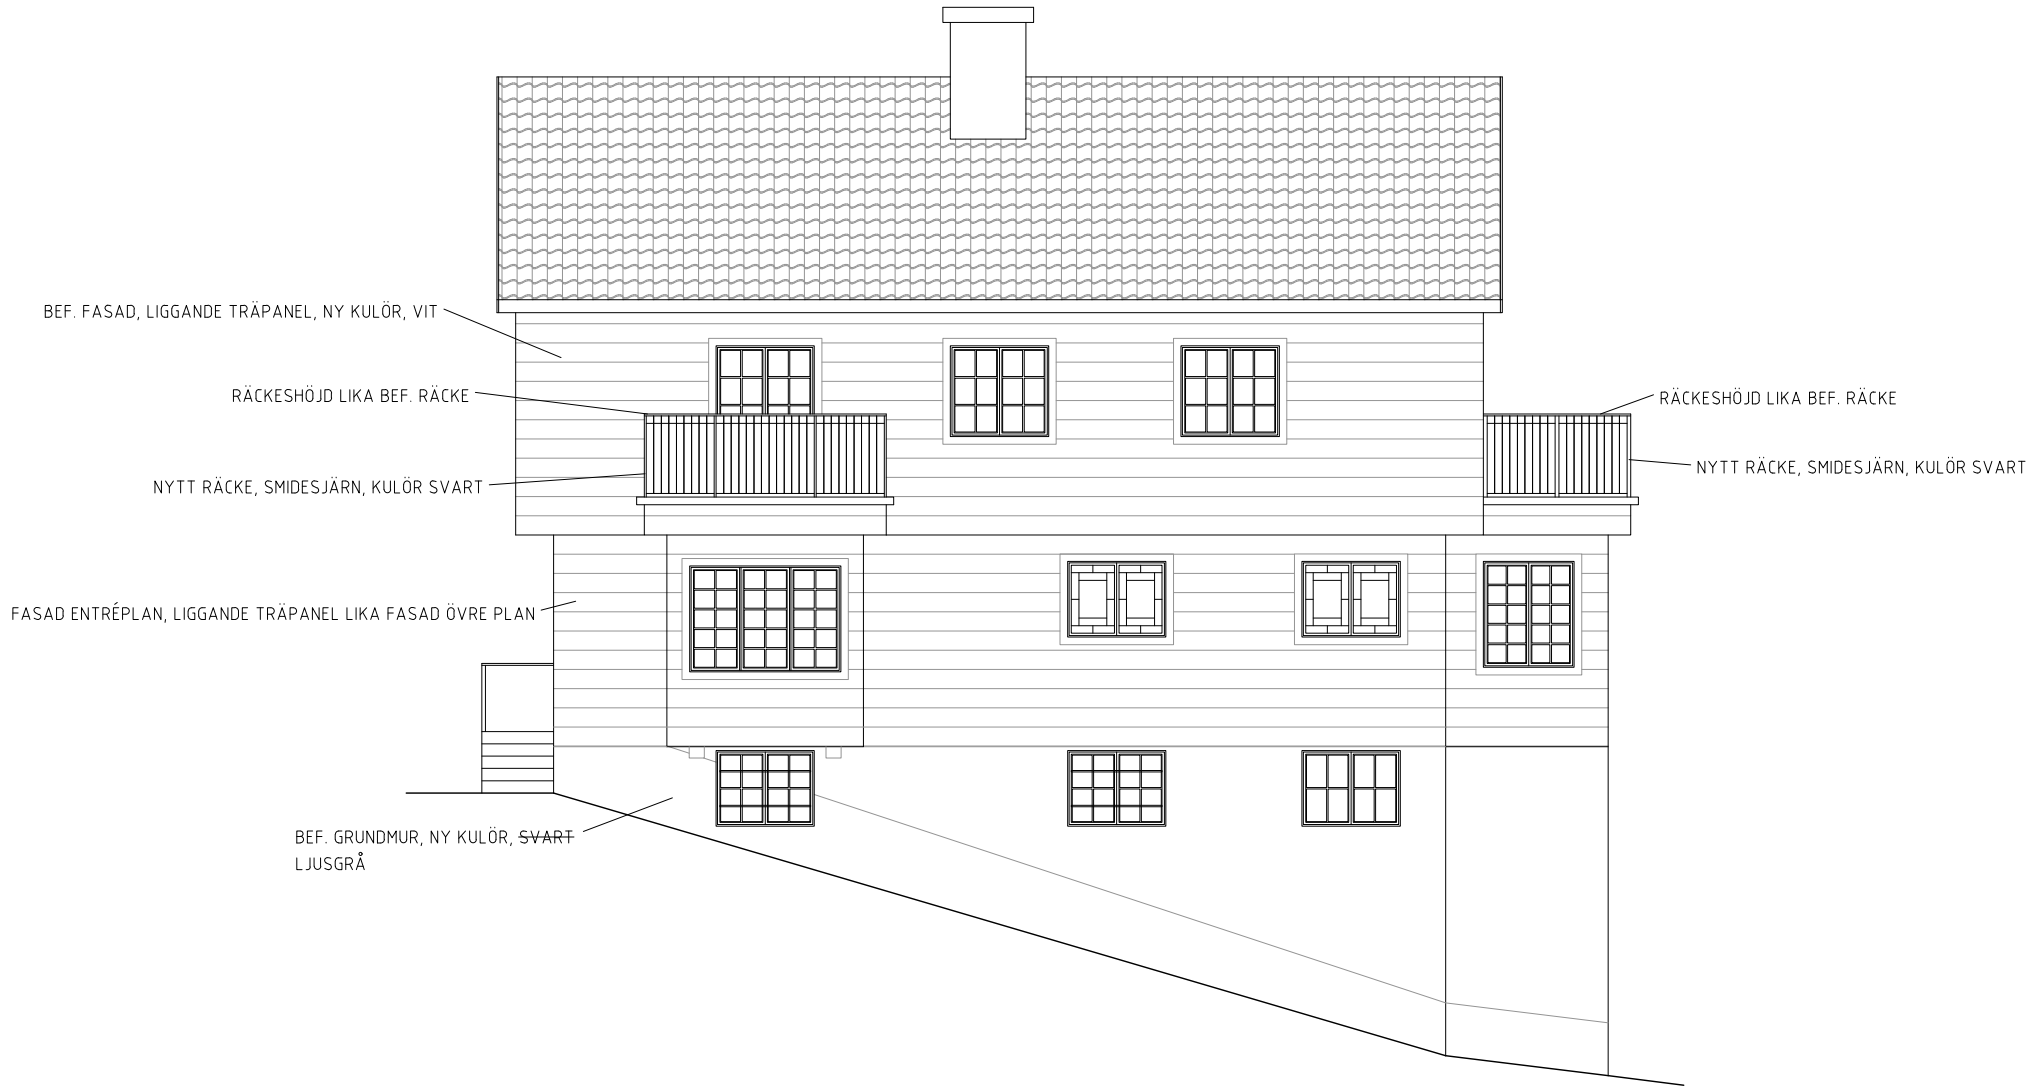 BEF. FASAD, LIGGANDE TRÄPANEL, NY KULÖR, VIT
RÄCKESHÖJD LIKA BEF. RÄCKE
RÄCKESHÖJD LIKA BEF. RÄCKE
NYTT RÄCKE, SMIDESJÄRN, KULÖR SVART
NYTT RÄCKE, SMIDESJÄRN, KULÖR SVART
FASAD ENTRÉPLAN, LIGGANDE TRÄPANEL LIKA FASAD ÖVRE PLAN
BEF. GRUNDMUR, NY KULÖR, SVART
LJUSGRÅ